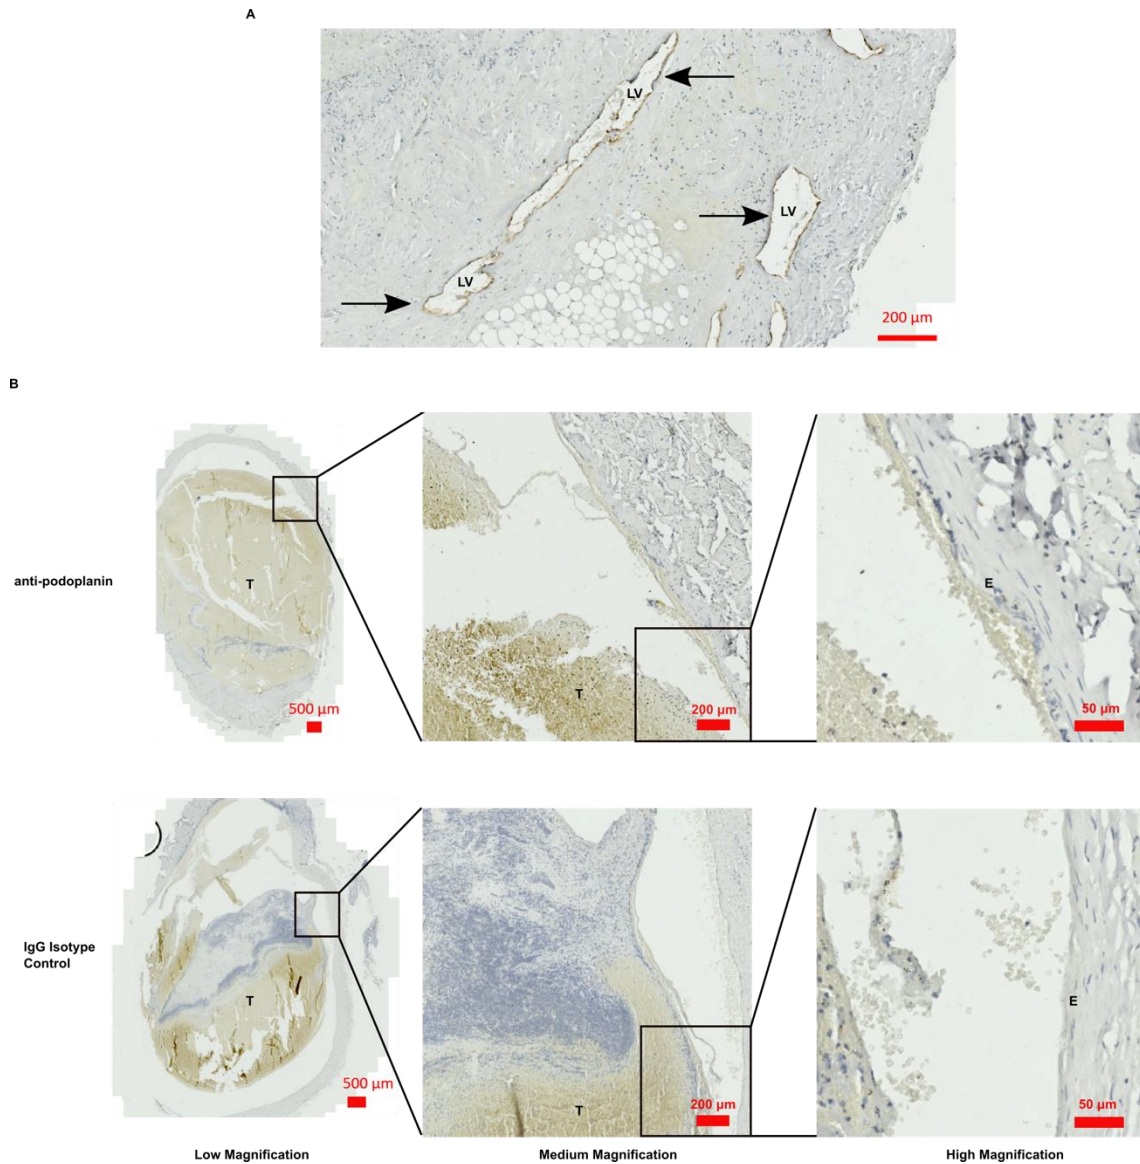 A
LV
LV
LV
200 µm
B
anti-podoplanin
T
500 µm
T
200 µm
E
50 µm
IgG Isotype
Control
T
500 µm
T
200 µm
E
50 µm
Low Magnification
Medium Magnification
High Magnification